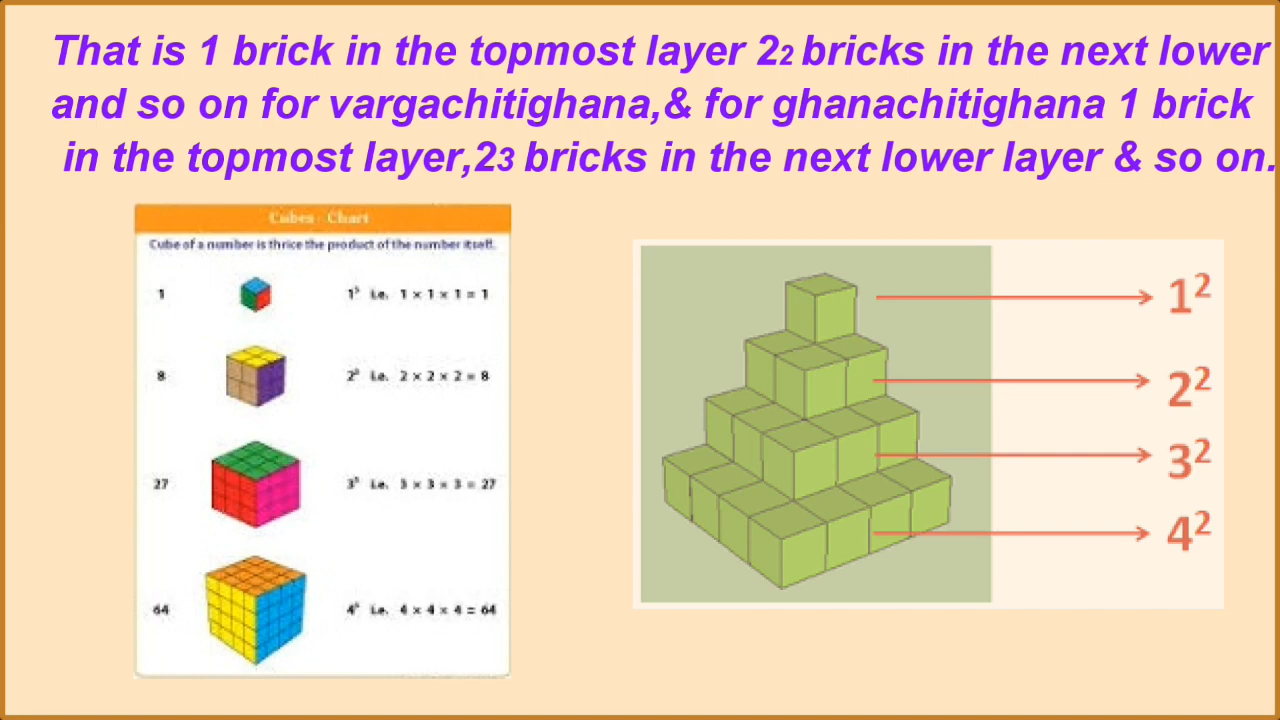 That is 1 brick in the topmost layer 22 bricks in the next lower
and so on for vargachitighana,& for ghanachitighana 1 brick
in the topmost layer,23 bricks in the next lower layer & so on.
Cubes - Chart
Cube of a number is thrice the product of the number itself.
1 1³ i.e. 1 × 1 × 1 = 1
8 2³ i.e. 2 × 2 × 2 = 8
27 3³ i.e. 3 × 3 × 3 = 27
64 4³ i.e. 4 × 4 × 4 = 64
1²
2²
3²
4²